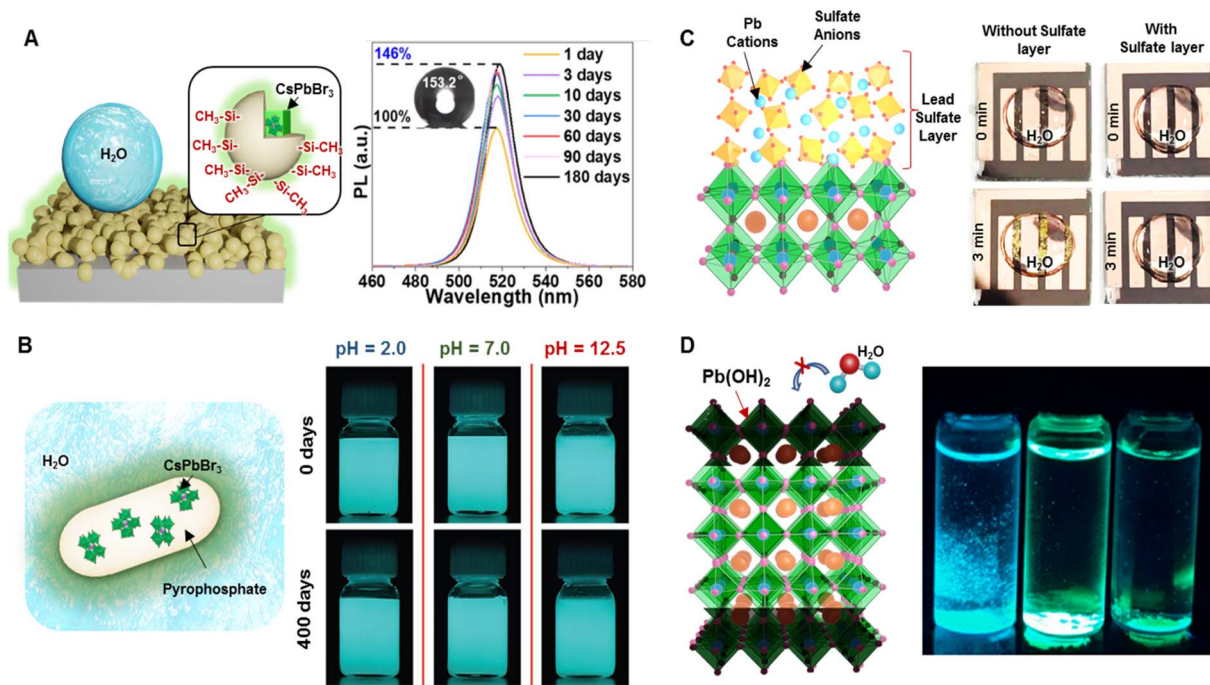 A
H₂O
CsPbBr₃
CH₃-Si-
CH₃-Si-
CH₃-Si-
CH₃-Si-
-Si-CH₃
-Si-CH₃
-Si-CH₃
146%
100%
153.2°
1 day
3 days
10 days
30 days
60 days
90 days
180 days
PL (a.u.)
460 480 500 520 540 560 580
Wavelength (nm)
B
H₂O
CsPbBr₃
Pyrophosphate
pH = 2.0 pH = 7.0 pH = 12.5
0 days
400 days
C
Pb
Cations
Sulfate
Anions
Lead
Sulfate
Layer
Without Sulfate
layer
With
Sulfate layer
0 min
H₂O
0 min
H₂O
3 min
H₂O
3 min
H₂O
D
Pb(OH)₂
H₂O